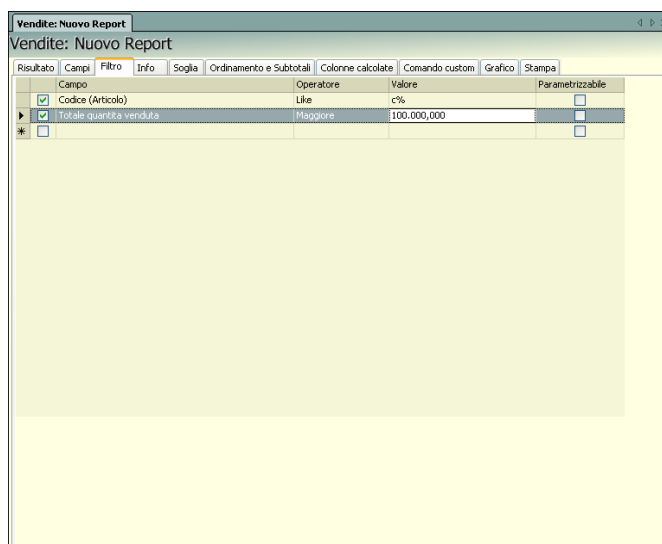 Vendite: Nuovo Report
Vendite: Nuovo Report
Risultato Campi Filtro Info Soglia Ordinamento e Subtotali Colonne calcolate Comando custom Grafico Stampa
Campo Operatore Valore Parametrizzabile
Codice (Articolo) Like c%
Totale quantita venduta Maggiore 100.000,000